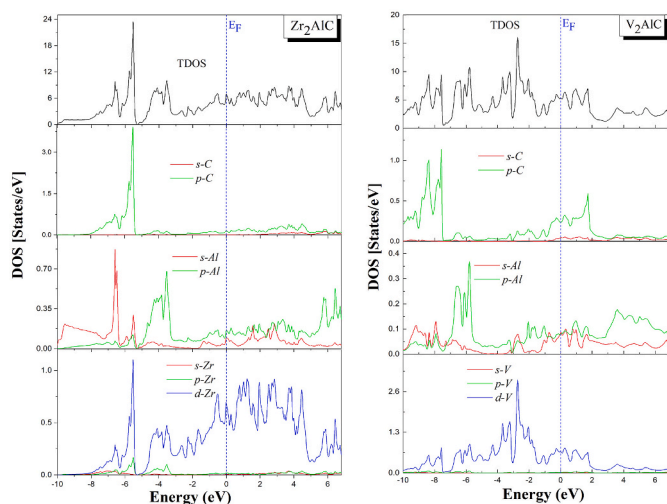 Zr2AlC
EF
TDOS
24
18
12
6
0
s-C
p-C
3.0
1.5
0.0
s-Al
p-Al
0.70
0.35
0.00
s-Zr
p-Zr
d-Zr
1.0
0.5
0.0
-10 -8 -6 -4 -2 0 2 4 6
Energy (eV)
DOS [States/eV]
V2AlC
EF
TDOS
20
15
10
5
0
s-C
p-C
1.0
0.5
0.0
s-Al
p-Al
0.4
0.3
0.2
0.1
0.0
s-V
p-V
d-V
2.6
1.3
0.0
-10 -8 -6 -4 -2 0 2 4 6
Energy (eV)
DOS [States/eV]